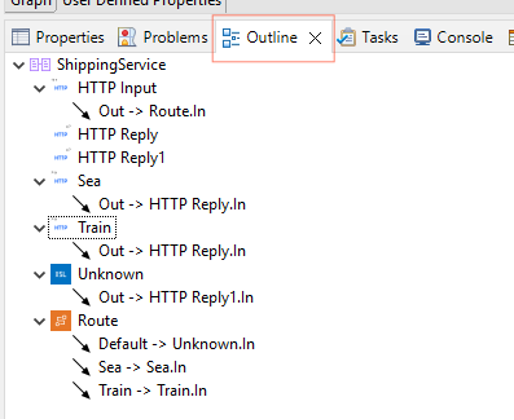 Graph User Defined Properties
Properties Problems Outline Tasks Console
ShippingService
HTTP Input
Out -> Route.In
HTTP Reply
HTTP Reply1
Sea
Out -> HTTP Reply.In
Train
Out -> HTTP Reply.In
Unknown
Out -> HTTP Reply1.In
Route
Default -> Unknown.In
Sea -> Sea.In
Train -> Train.In